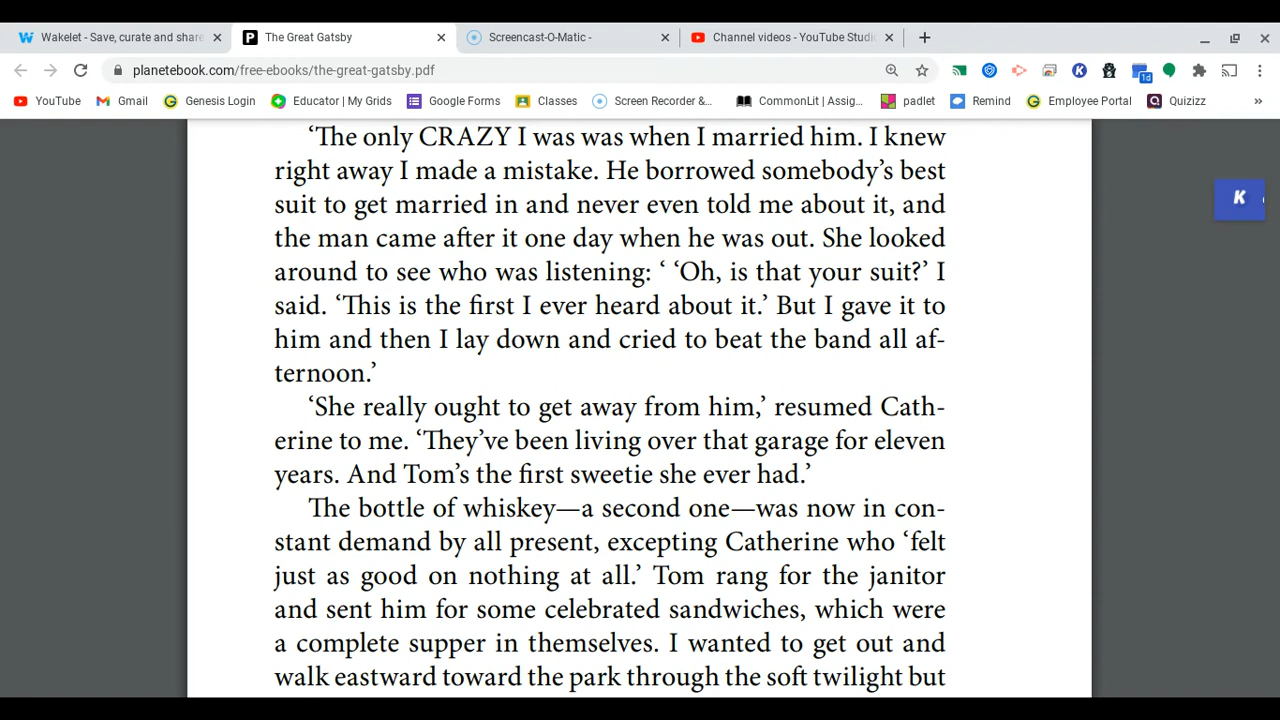 Wakelet - Save, curate and share
The Great Gatsby
Screencast-O-Matic -
Channel videos - YouTube Studi
planetebook.com/free-ebooks/the-great-gatsby.pdf
1d
YouTube
Gmail
Genesis Login
Educator | My Grids
Google Forms
Classes
Screen Recorder &...
CommonLit | Assig...
padlet
Remind
Employee Portal
Quizizz
»
‘The only CRAZY I was was when I married him. I knew
right away I made a mistake. He borrowed somebody’s best
suit to get married in and never even told me about it, and
the man came after it one day when he was out. She looked
around to see who was listening: ‘ ‘Oh, is that your suit?’ I
said. ‘This is the first I ever heard about it.’ But I gave it to
him and then I lay down and cried to beat the band all af-
ternoon.’
‘She really ought to get away from him,’ resumed Cath-
erine to me. ‘They’ve been living over that garage for eleven
years. And Tom’s the first sweetie she ever had.’
The bottle of whiskey—a second one—was now in con-
stant demand by all present, excepting Catherine who ‘felt
just as good on nothing at all.’ Tom rang for the janitor
and sent him for some celebrated sandwiches, which were
a complete supper in themselves. I wanted to get out and
walk eastward toward the park through the soft twilight but
K